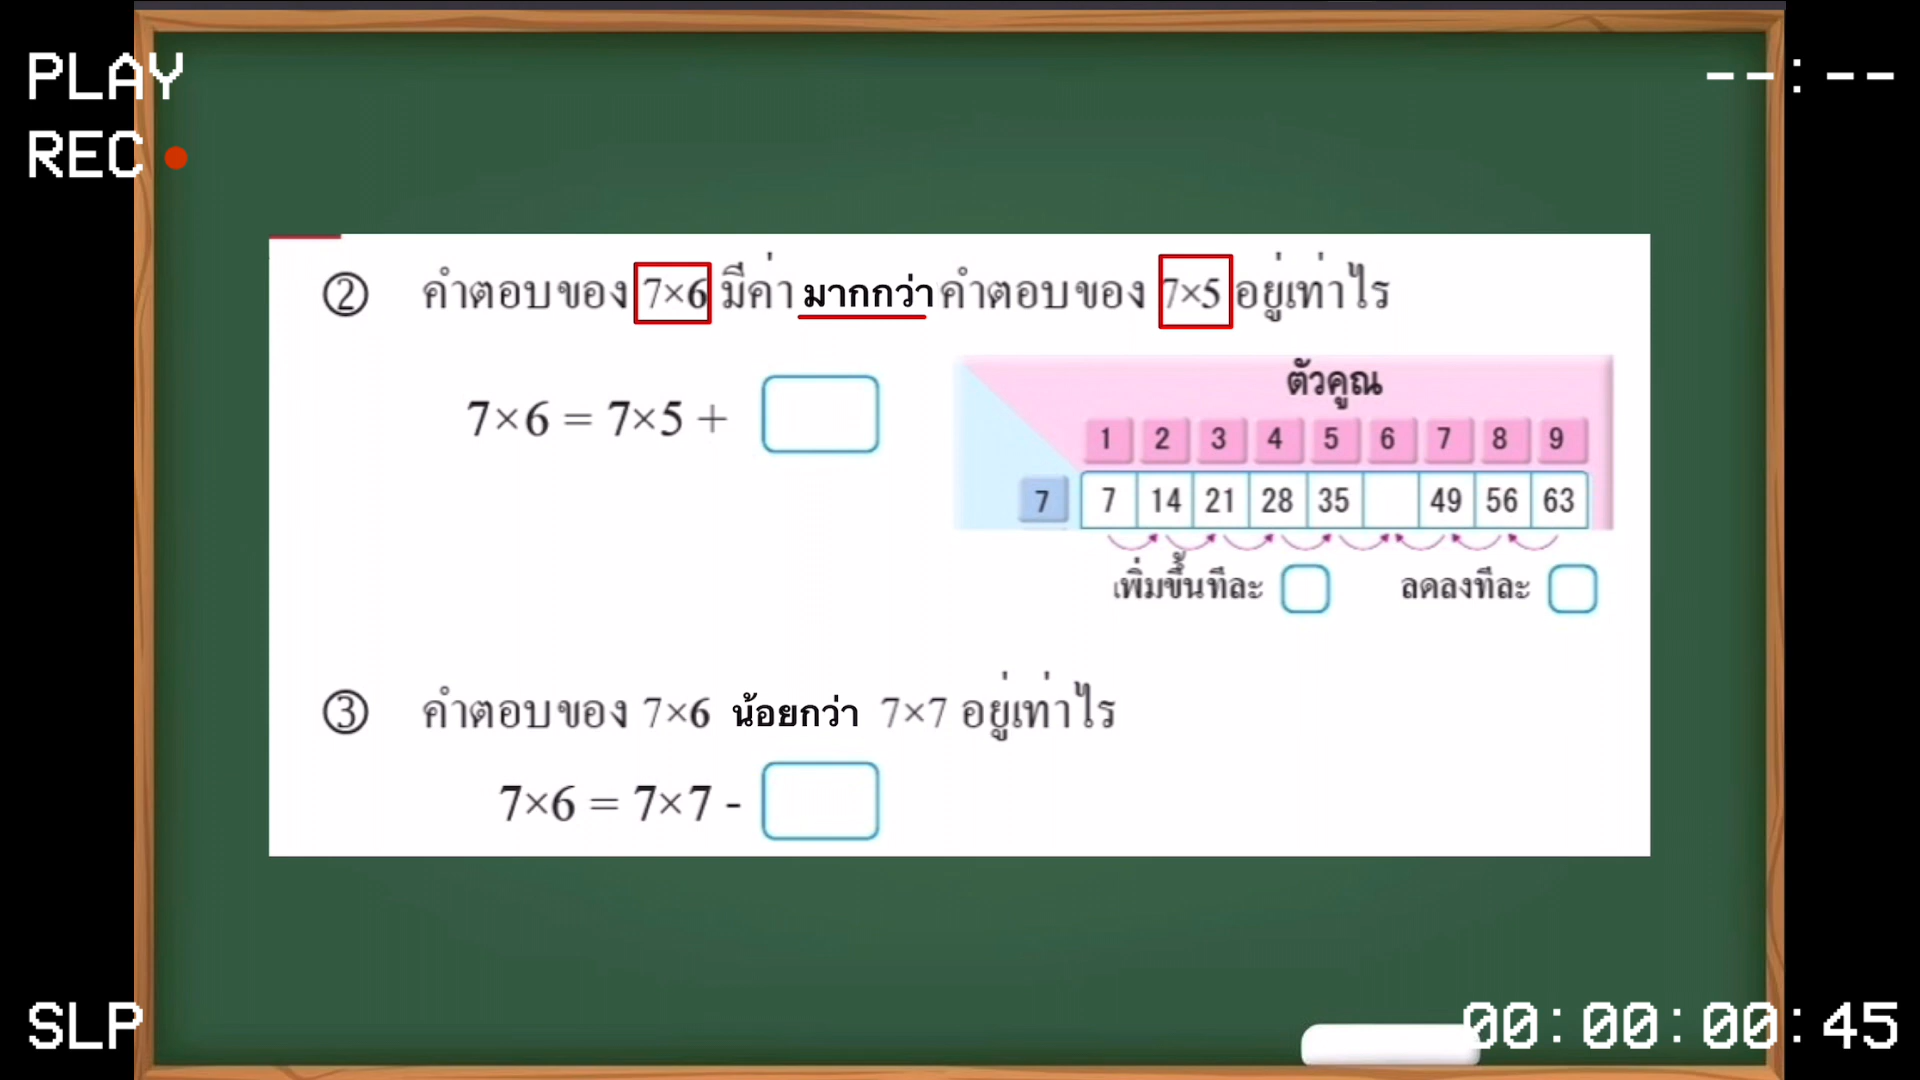 PLAY
--:--
REC
② คำตอบของ 7×6 มีค่า มากกว่า คำตอบของ 7×5 อยู่เท่าไร
7×6 = 7×5 +
ตัวคูณ
1 2 3 4 5 6 7 8 9
7 7 14 21 28 35 49 56 63
เพิ่มขึ้นทีละ ลดลงทีละ
③ คำตอบของ 7×6 น้อยกว่า 7×7 อยู่เท่าไร
7×6 = 7×7 -
SLP
00:00:00:45